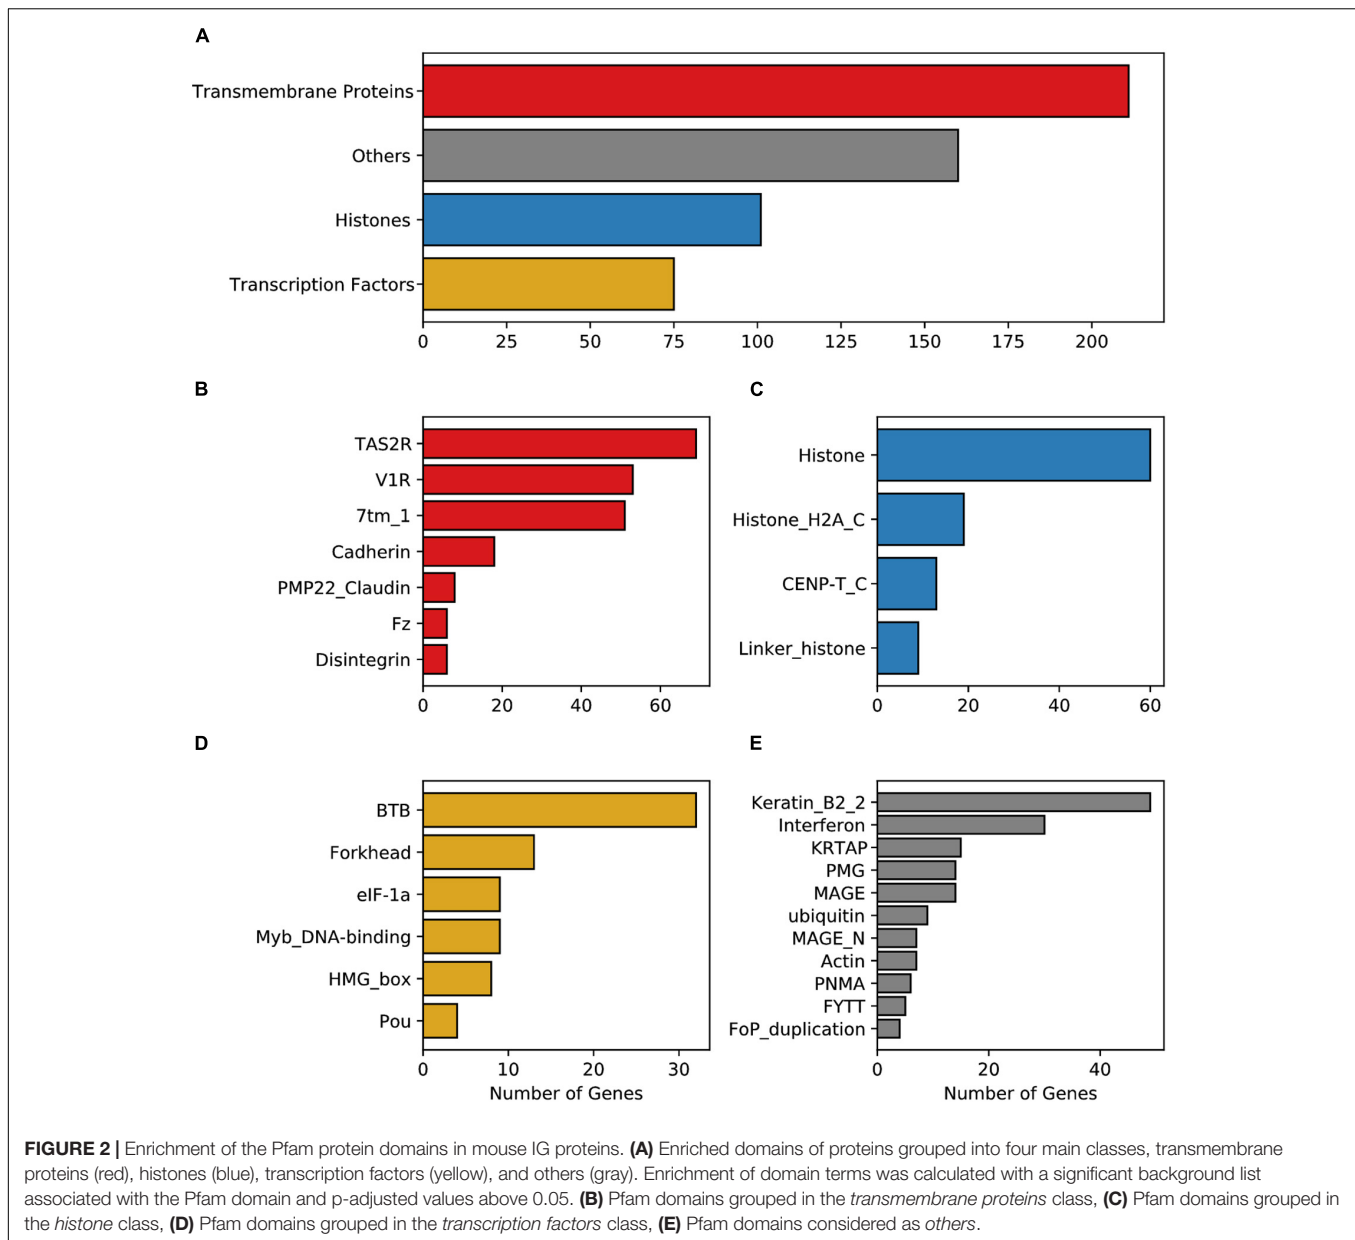 A
Transmembrane Proteins
Others
Histones
Transcription Factors
0 25 50 75 100 125 150 175 200
B
TAS2R
V1R
7tm_1
Cadherin
PMP22_Claudin
Fz
Disintegrin
0 20 40 60
C
Histone
Histone_H2A_C
CENP-T_C
Linker_histone
0 20 40 60
D
BTB
Forkhead
eIF-1a
Myb_DNA-binding
HMG_box
Pou
0 10 20 30
Number of Genes
E
Keratin_B2_2
Interferon
KRTAP
PMG
MAGE
ubiquitin
MAGE_N
Actin
PNMA
FYTT
FoP_duplication
0 20 40
Number of Genes
FIGURE 2 | Enrichment of the Pfam protein domains in mouse IG proteins. (A) Enriched domains of proteins grouped into four main classes, transmembrane
proteins (red), histones (blue), transcription factors (yellow), and others (gray). Enrichment of domain terms was calculated with a significant background list
associated with the Pfam domain and p-adjusted values above 0.05. (B) Pfam domains grouped in the transmembrane proteins class, (C) Pfam domains grouped in
the histone class, (D) Pfam domains grouped in the transcription factors class, (E) Pfam domains considered as others.